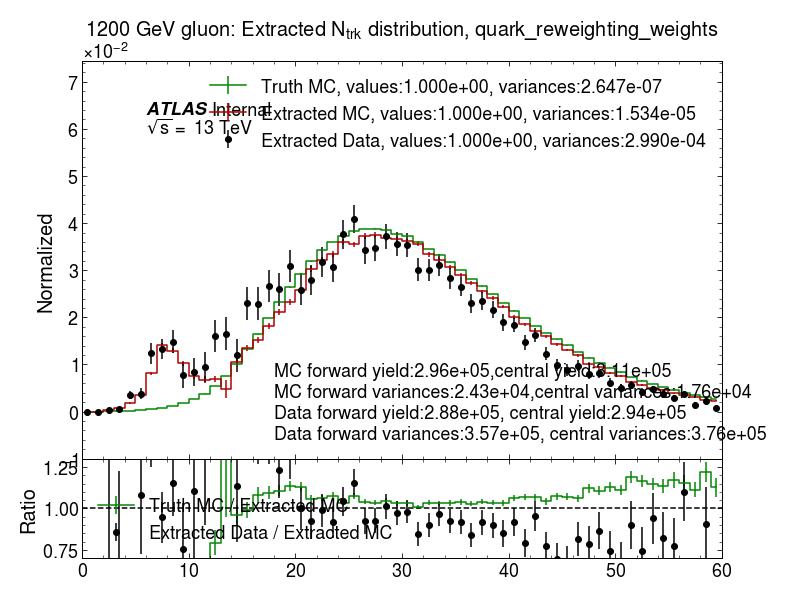 1200 GeV gluon: Extracted Ntrk distribution, quark_reweighting_weights
×10−2
7
6
5
4
3
2
1
0
Normalized
ATLAS Internal
√s = 13 TeV
Truth MC, values:1.000e+00, variances:2.647e-07
Extracted MC, values:1.000e+00, variances:1.534e-05
Extracted Data, values:1.000e+00, variances:2.990e-04
MC forward yield:2.96e+05,central yield:3.11e+05
MC forward variances:2.43e+04,central variances:1.76e+04
Data forward yield:2.88e+05, central yield:2.94e+05
Data forward variances:3.57e+05, central variances:3.76e+05
1.25
1.00
0.75
Ratio
Truth MC / Extracted MC
Extracted Data / Extracted MC
0 10 20 30 40 50 60